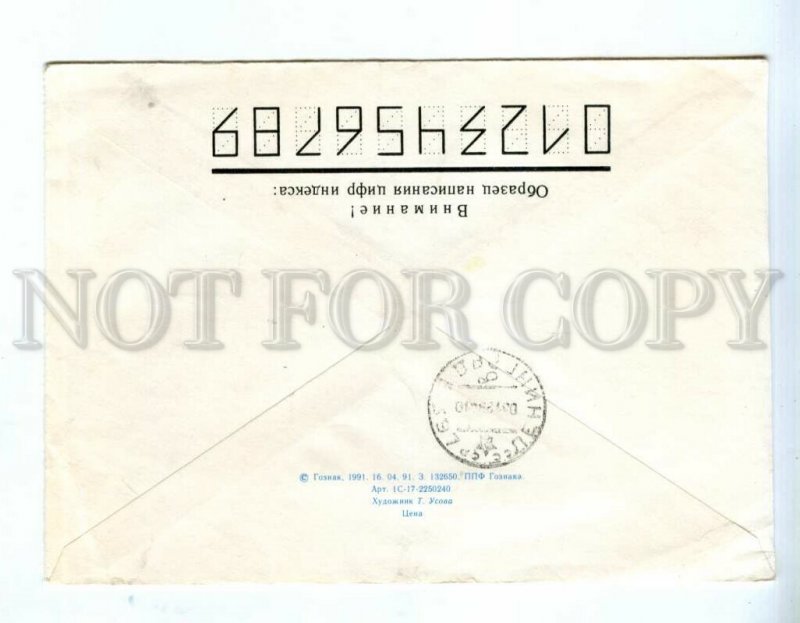 0123456789
Образец написания цифр индекса:
Внимание!
NOT FOR COPY
© Гознак, 1991. 16. 04. 91. З. 132650. ППФ Гознака.
Арт. 1С-17-2250240
Художник Т. Усова
Цена